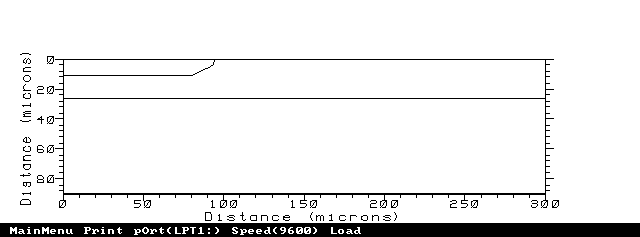 Distance (microns)
0
20
40
60
80
0 50 100 150 200 250 300
Distance (microns)
MainMenu Print pOrt(LPT1:) Speed(9600) Load